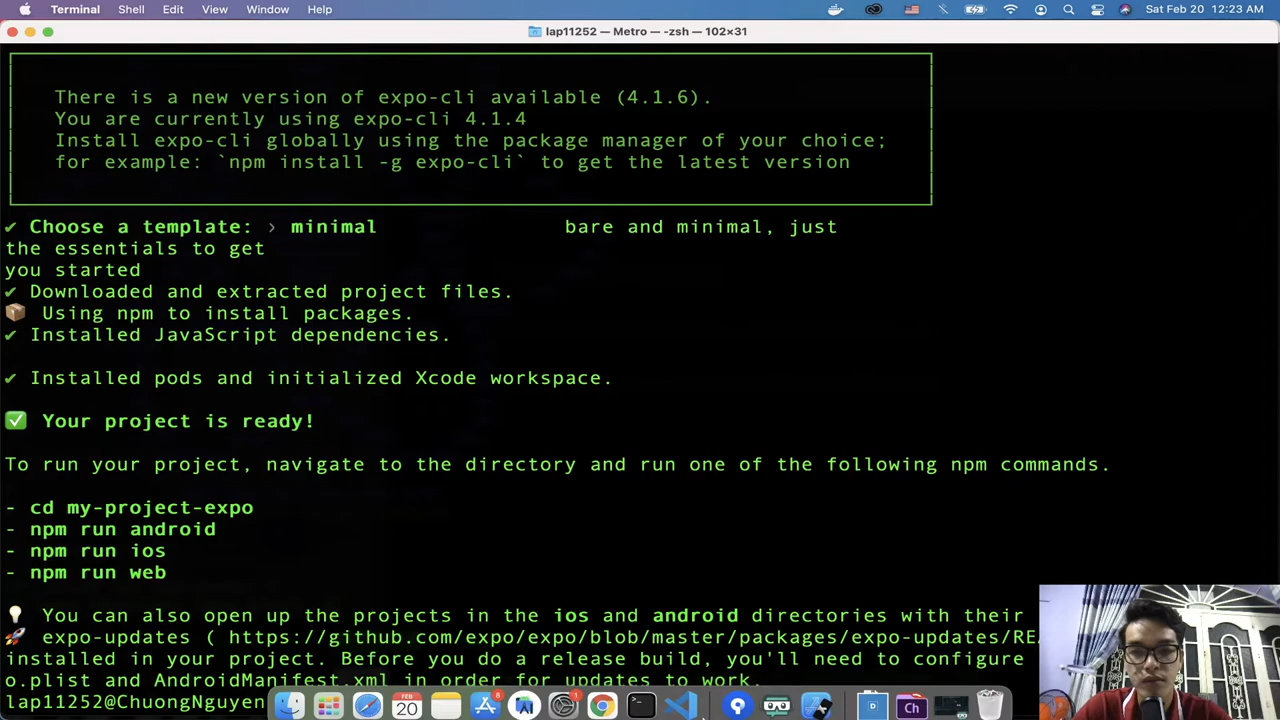 Terminal Shell Edit View Window Help Sat Feb 20 12:23 AM
lap11252 — Metro — -zsh — 102×31
There is a new version of expo-cli available (4.1.6).
You are currently using expo-cli 4.1.4
Install expo-cli globally using the package manager of your choice;
for example: `npm install -g expo-cli` to get the latest version
✔ Choose a template: › minimal bare and minimal, just
the essentials to get
you started
✔ Downloaded and extracted project files.
📦 Using npm to install packages.
✔ Installed JavaScript dependencies.
✔ Installed pods and initialized Xcode workspace.
✅ Your project is ready!
To run your project, navigate to the directory and run one of the following npm commands.
- cd my-project-expo
- npm run android
- npm run ios
- npm run web
💡 You can also open up the projects in the ios and android directories with their
🚀 expo-updates ( https://github.com/expo/expo/blob/master/packages/expo-updates/RE
installed in your project. Before you do a release build, you'll need to configure
o.plist and AndroidManifest.xml in order for updates to work.
lap11252@ChuongNguyen
FEB
20
8
1
Ch